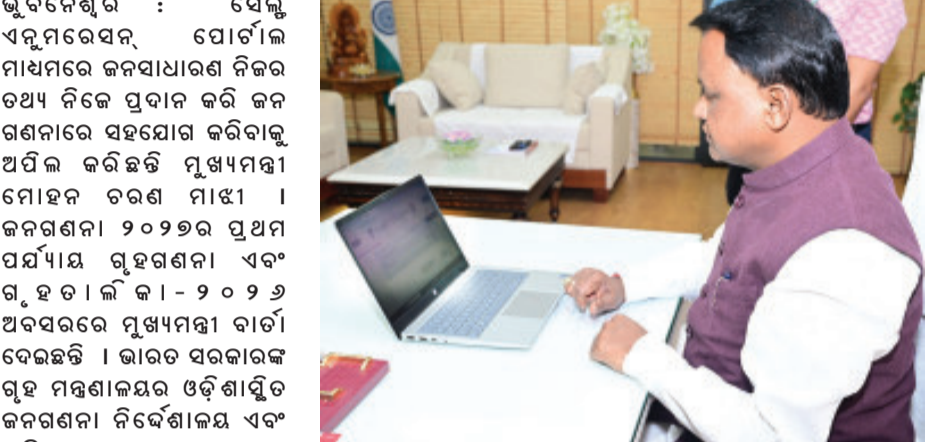 ଭୁବନେଶ୍ୱର : ସେଲ୍ଫ
ଏନୁମରେସନ୍ ପୋର୍ଟାଲ
ମାଧ୍ୟମରେ ଜନସାଧାରଣ ନିଜର
ତଥ୍ୟ ନିଜେ ପ୍ରଦାନ କରି ଜନ
ଗଣନାରେ ସହଯୋଗ କରିବାକୁ
ଅପିଲ କରିଛନ୍ତି ମୁଖ୍ୟମନ୍ତ୍ରୀ
ମୋହନ ଚରଣ ମାଝୀ ।
ଜନଗଣନା ୨୦୨୭ର ପ୍ରଥମ
ପର୍ଯ୍ୟାୟ ଗୃହଗଣନା ଏବଂ
ଗୃହତାଲିକା-୨୦୨୬
ଅବସରରେ ମୁଖ୍ୟମନ୍ତ୍ରୀ ବାର୍ତା
ଦେଇଛନ୍ତି । ଭାରତ ସରକାରଙ୍କ
ଗୃହ ମନ୍ତ୍ରଣାଳୟର ଓଡ଼ିଶାସ୍ଥିତ
ଜନଗଣନା ନିର୍ଦ୍ଦେଶାଳୟ ଏବଂ